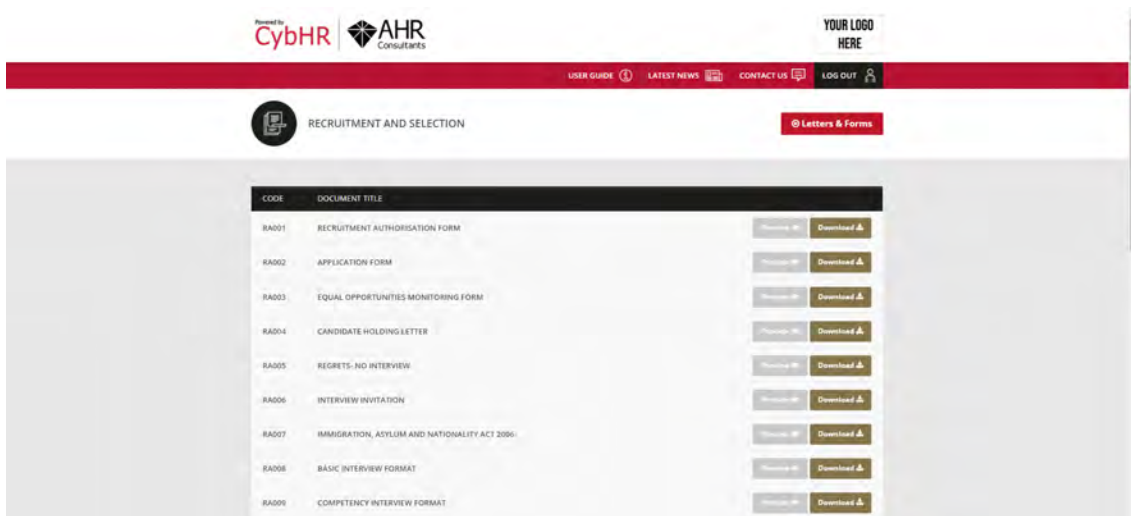 Powered by
CybHR
AHR
Consultants
YOUR LOGO
HERE
USER GUIDE
LATEST NEWS
CONTACT US
LOG OUT
RECRUITMENT AND SELECTION
Letters & Forms
CODE DOCUMENT TITLE
RA001 RECRUITMENT AUTHORISATION FORM Download
RA002 APPLICATION FORM Download
RA003 EQUAL OPPORTUNITIES MONITORING FORM Download
RA004 CANDIDATE HOLDING LETTER Download
RA005 REGRETS- NO INTERVIEW Download
RA006 INTERVIEW INVITATION Download
RA007 IMMIGRATION, ASYLUM AND NATIONALITY ACT 2006- Download
RA008 BASIC INTERVIEW FORMAT Download
RA009 COMPETENCY INTERVIEW FORMAT Download